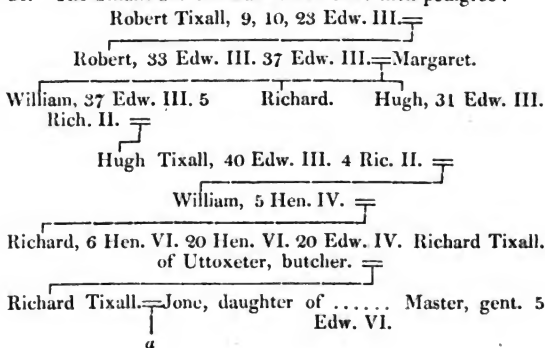 Robert Tixall, 9, 10, 23 Edw. III.
Robert, 33 Edw. III. 37 Edw. III. Margaret.
William, 37 Edw. III. 5 Richard. Hugh, 31 Edw. III.
Rich. II.
Hugh Tixall, 40 Edw. III. 4 Ric. II.
William, 5 Hen. IV.
Richard, 6 Hen. VI. 20 Hen. VI. 20 Edw. IV. Richard Tixall.
of Uttoxeter, butcher.
Richard Tixall. Jone, daughter of ...... Master, gent. 5
Edw. VI.
a